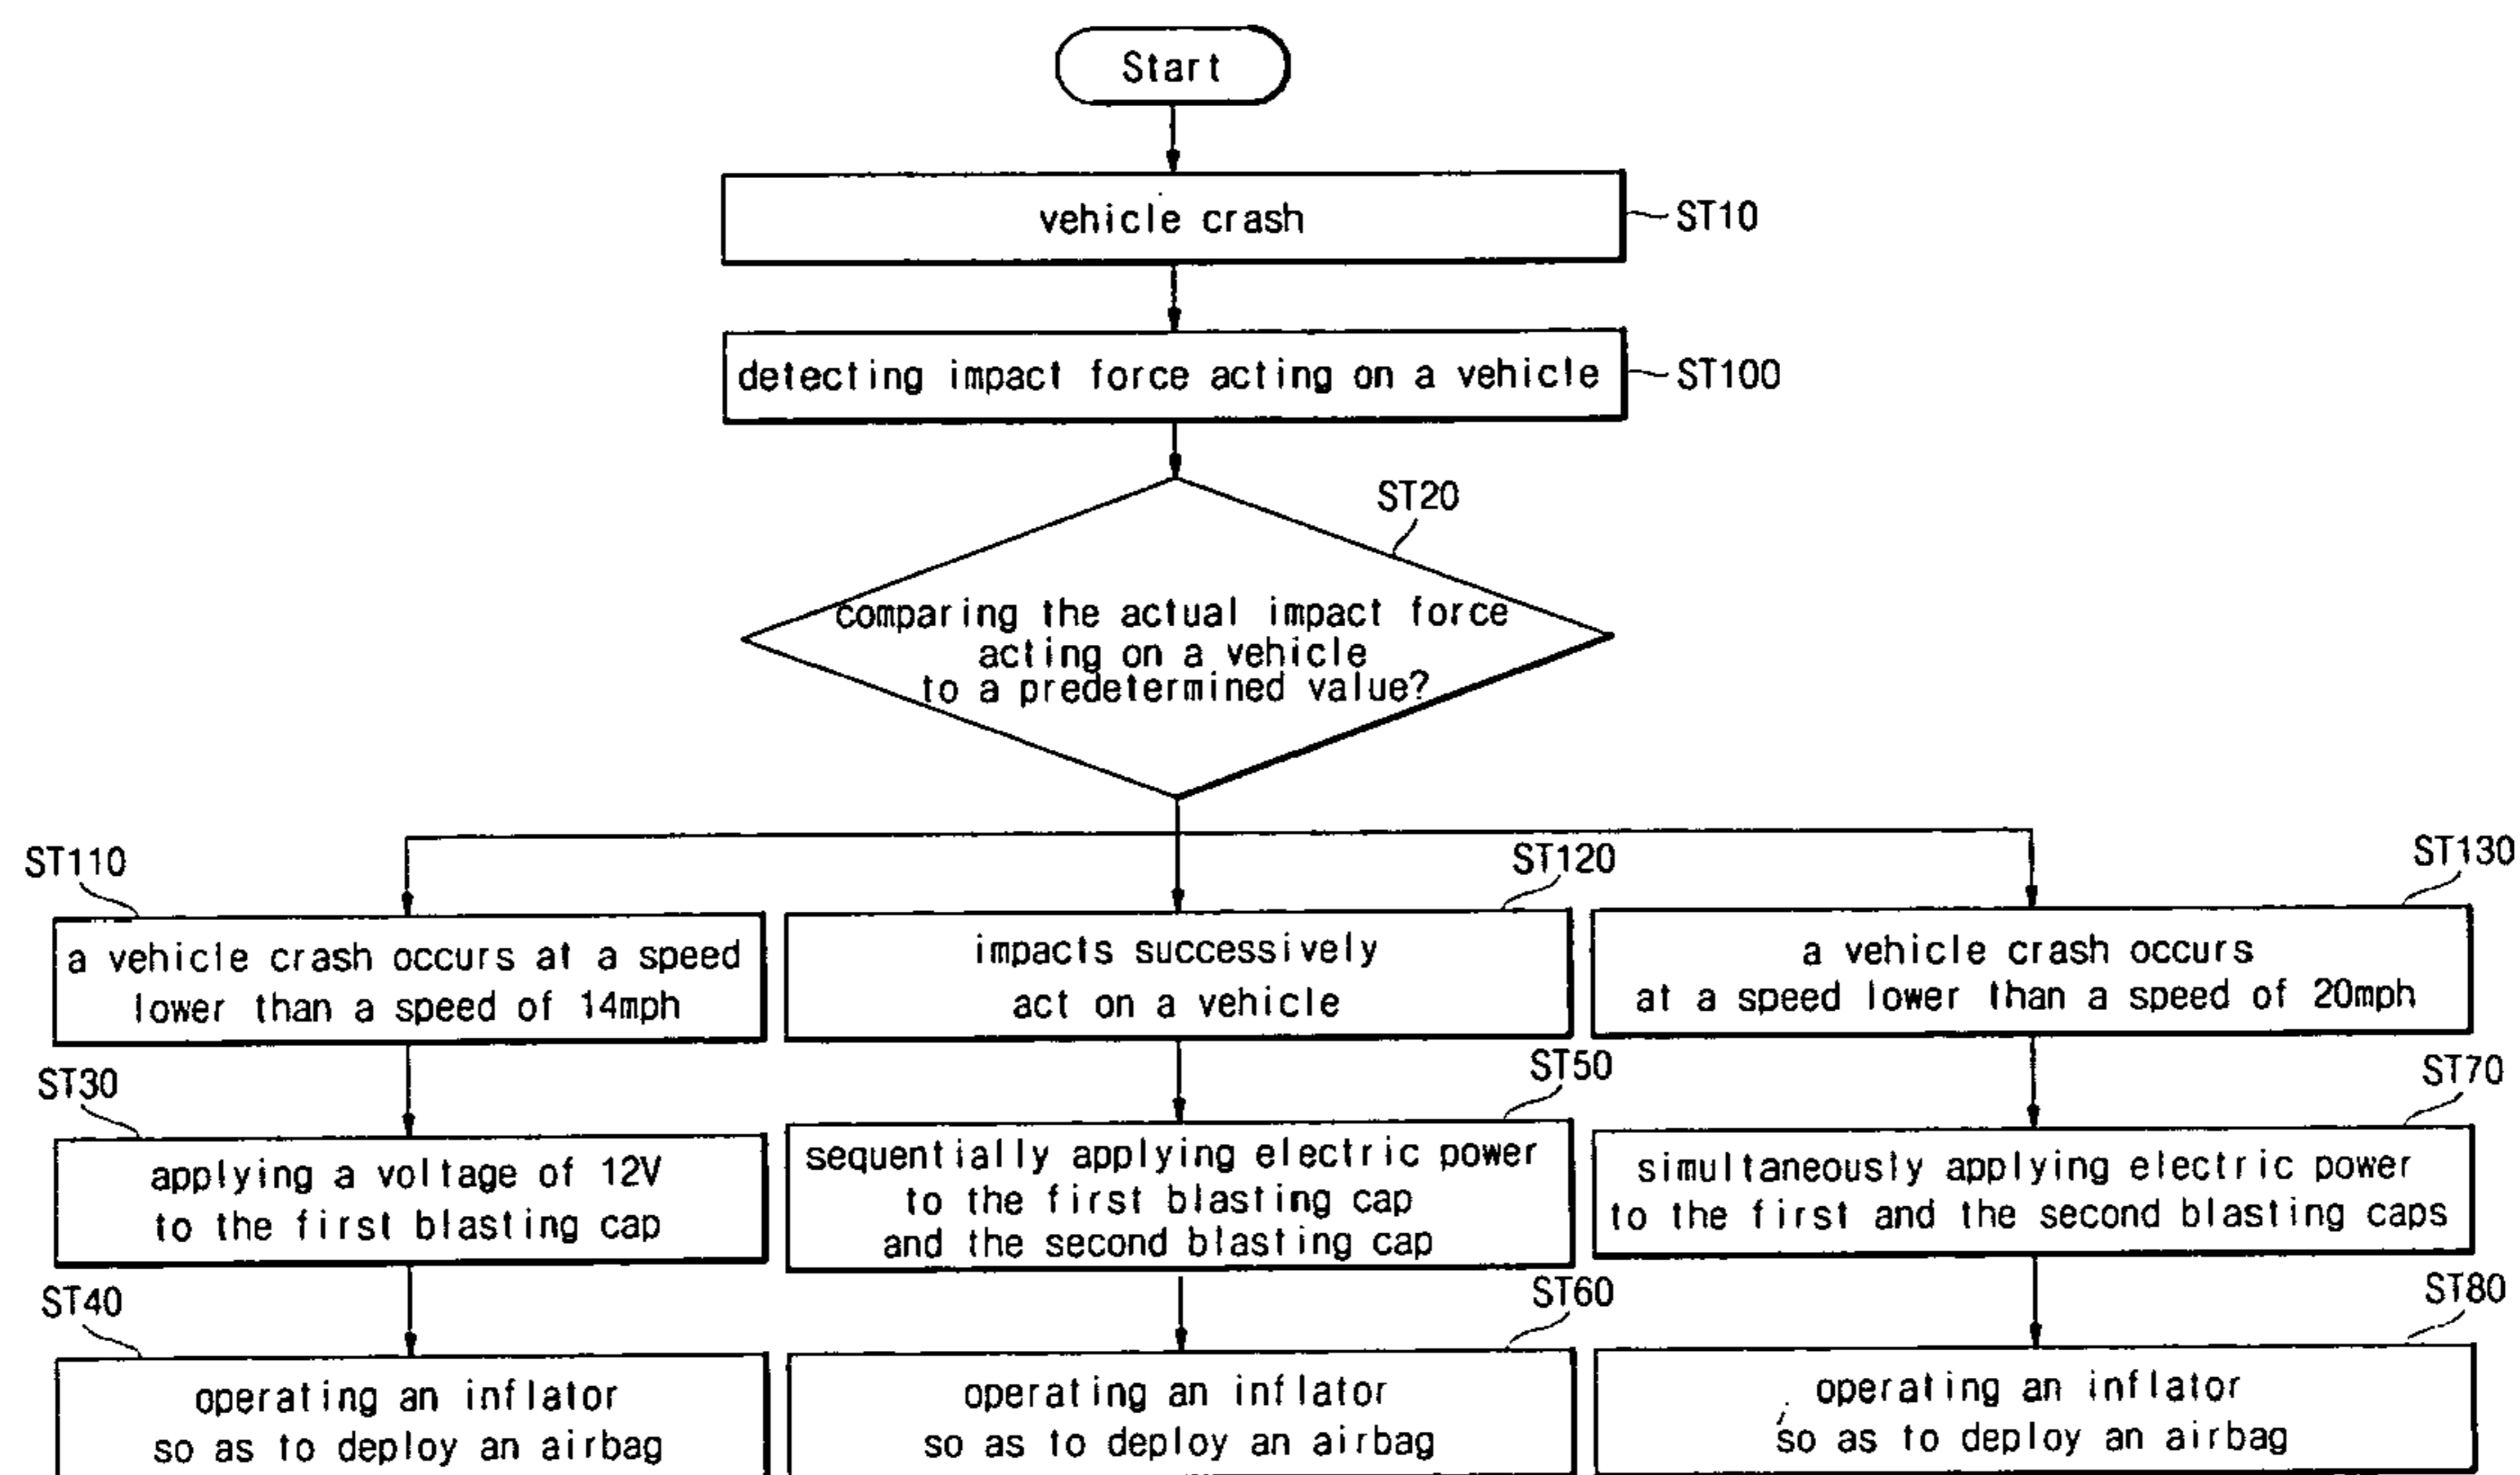 Start
vehicle crash
ST10
detecting impact force acting on a vehicle
ST100
ST20
comparing the actual impact force
acting on a vehicle
to a predetermined value?
ST110
a vehicle crash occurs at a speed
lower than a speed of 14mph
ST120
impacts successively
act on a vehicle
ST130
a vehicle crash occurs
at a speed lower than a speed of 20mph
ST30
applying a voltage of 12V
to the first blasting cap
ST50
sequentially applying electric power
to the first blasting cap
and the second blasting cap
ST70
simultaneously applying electric power
to the first and the second blasting caps
ST40
operating an inflator
so as to deploy an airbag
ST60
operating an inflator
so as to deploy an airbag
ST80
operating an inflator
so as to deploy an airbag